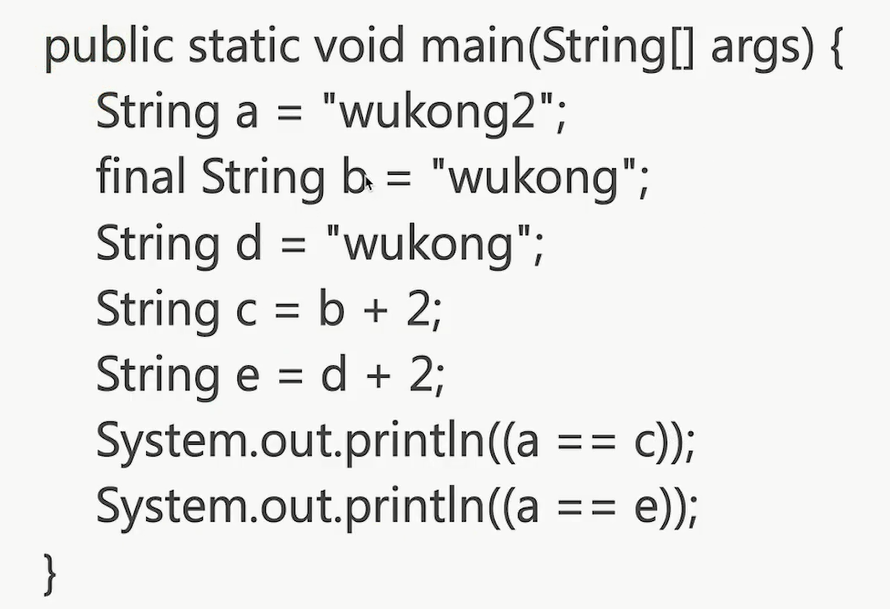 public static void main(String[] args) {
String a = "wukong2";
final String b = "wukong";
String d = "wukong";
String c = b + 2;
String e = d + 2;
System.out.println((a == c));
System.out.println((a == e));
}